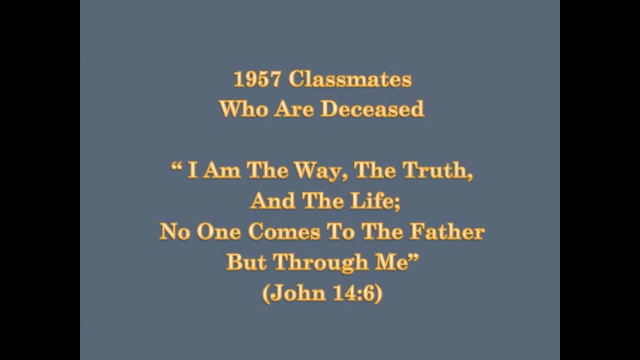 1957 Classmates
Who Are Deceased
“ I Am The Way, The Truth,
And The Life;
No One Comes To The Father
But Through Me”
(John 14:6)